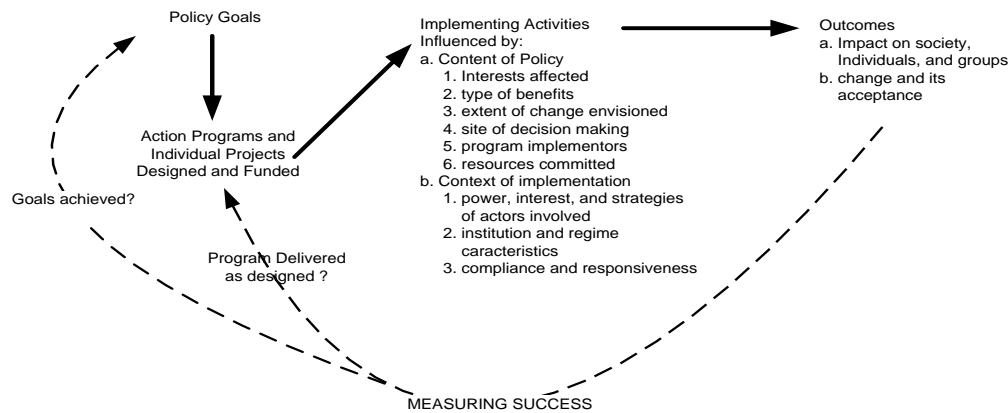 Policy Goals
Action Programs and
Individual Projects
Designed and Funded
Goals achieved?
Program Delivered
as designed ?
Implementing Activities
Influenced by:
a. Content of Policy
1. Interests affected
2. type of benefits
3. extent of change envisioned
4. site of decision making
5. program implementors
6. resources committed
b. Context of implementation
1. power, interest, and strategies
of actors involved
2. institution and regime
caracteristics
3. compliance and responsiveness
Outcomes
a. Impact on society,
Individuals, and groups
b. change and its
acceptance
MEASURING SUCCESS